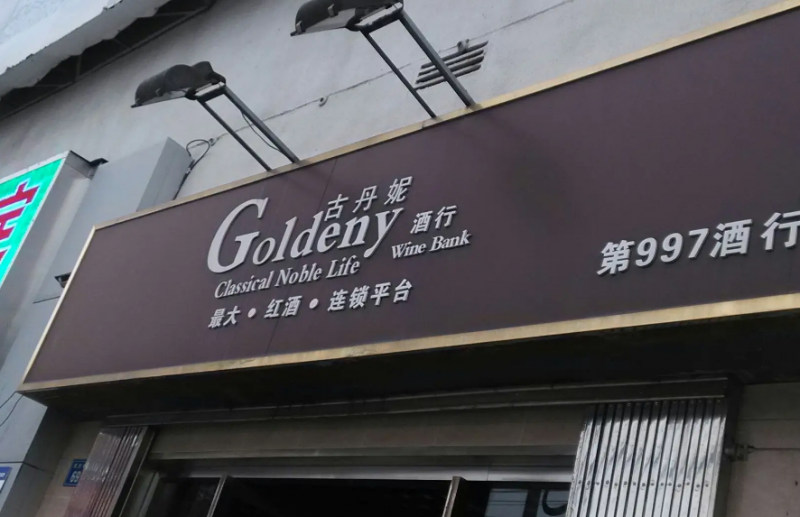 古丹妮
Goldeny 酒行
Wine Bank
Classical Noble Life
最大·红酒·连锁平台
第997酒行